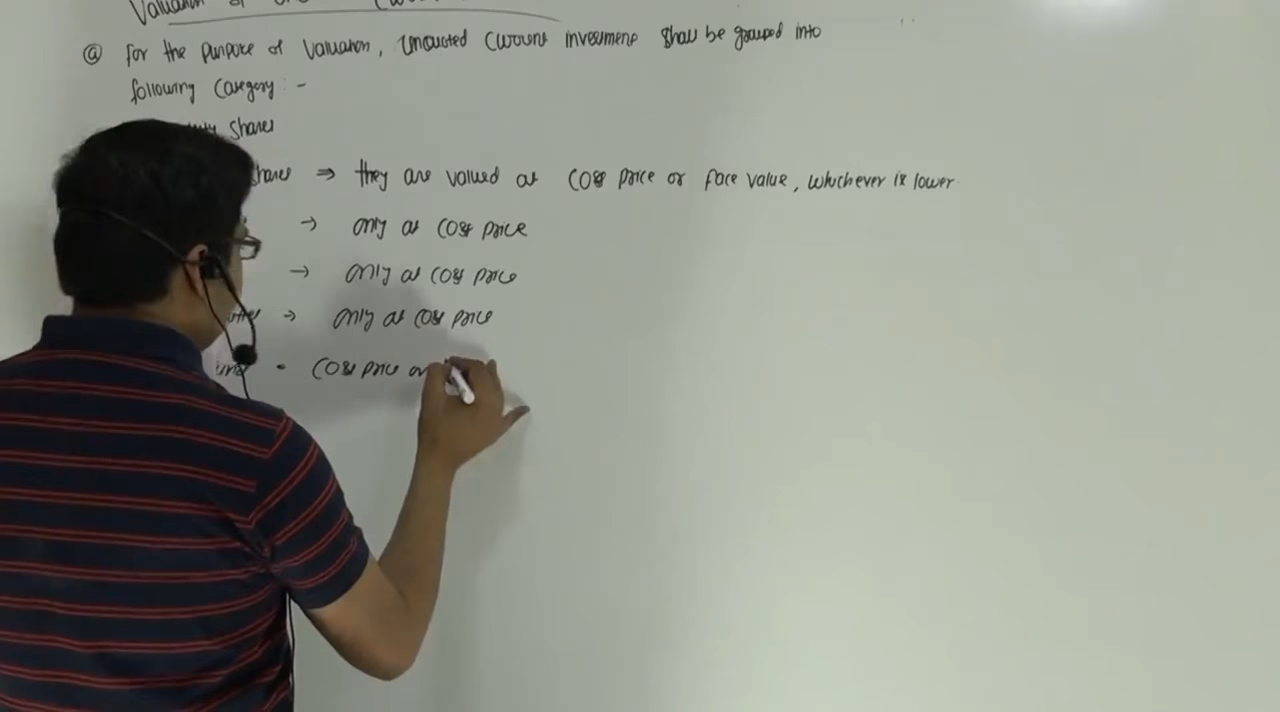 Valuation of
@ For the purpose of Valuation, Unquoted Current investment shall be grouped into
following Category :-
shares
shares ⇒ they are valued at Cost price or face value, whichever is lower
→ only at Cost price
→ only at Cost price
→ only at Cost price
- Cost price or